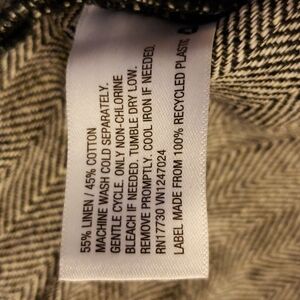 55% LINEN / 45% COTTON
MACHINE WASH COLD SEPARATELY.
GENTLE CYCLE. ONLY NON-CHLORINE
BLEACH IF NEEDED. TUMBLE DRY LOW.
REMOVE PROMPTLY. COOL IRON IF NEEDED.
RN17730 VN1247024
LABEL MADE FROM 100% RECYCLED PLASTIC